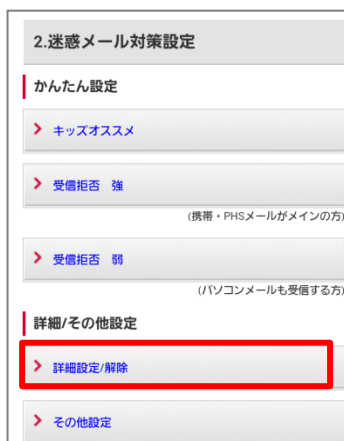 2.迷惑メール対策設定
かんたん設定
キッズオススメ
受信拒否　強
(携帯・PHSメールがメインの方)
受信拒否　弱
(パソコンメールも受信する方)
詳細/その他設定
詳細設定/解除
その他設定